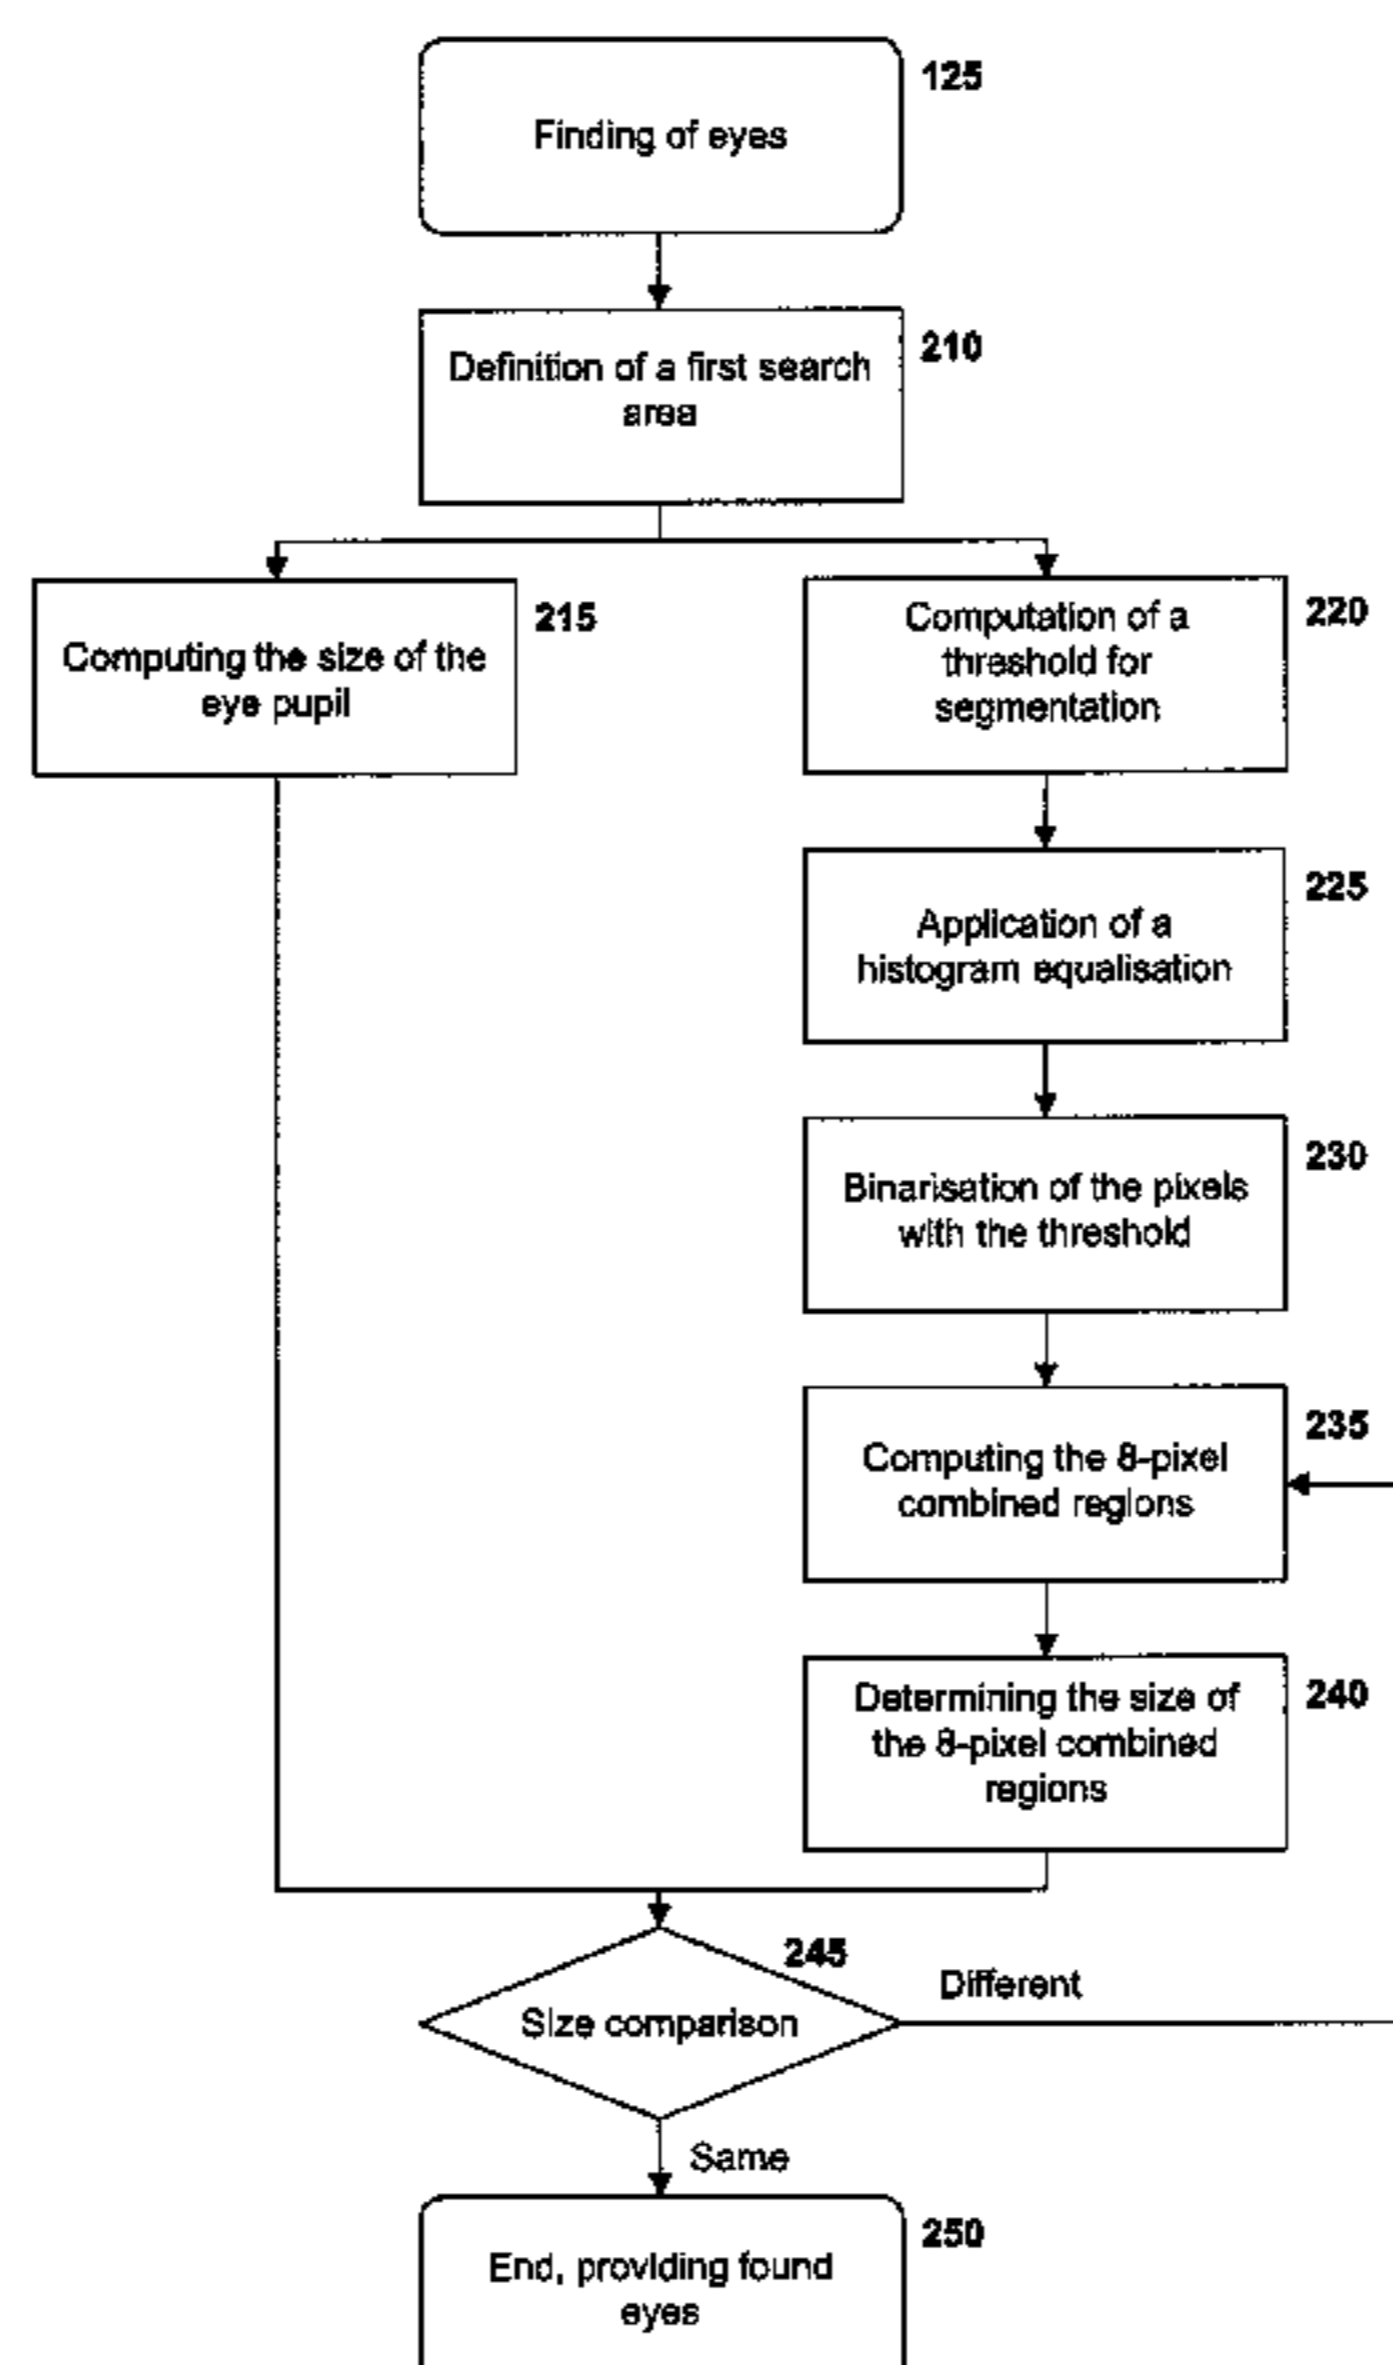 125
Finding of eyes
210
Definition of a first search
area
215
Computing the size of the
eye pupil
220
Computation of a
threshold for
segmentation
225
Application of a
histogram equalisation
230
Binarisation of the pixels
with the threshold
235
Computing the 8-pixel
combined regions
240
Determining the size of
the 8-pixel combined
regions
245
Size comparison
Different
Same
250
End, providing found
eyes